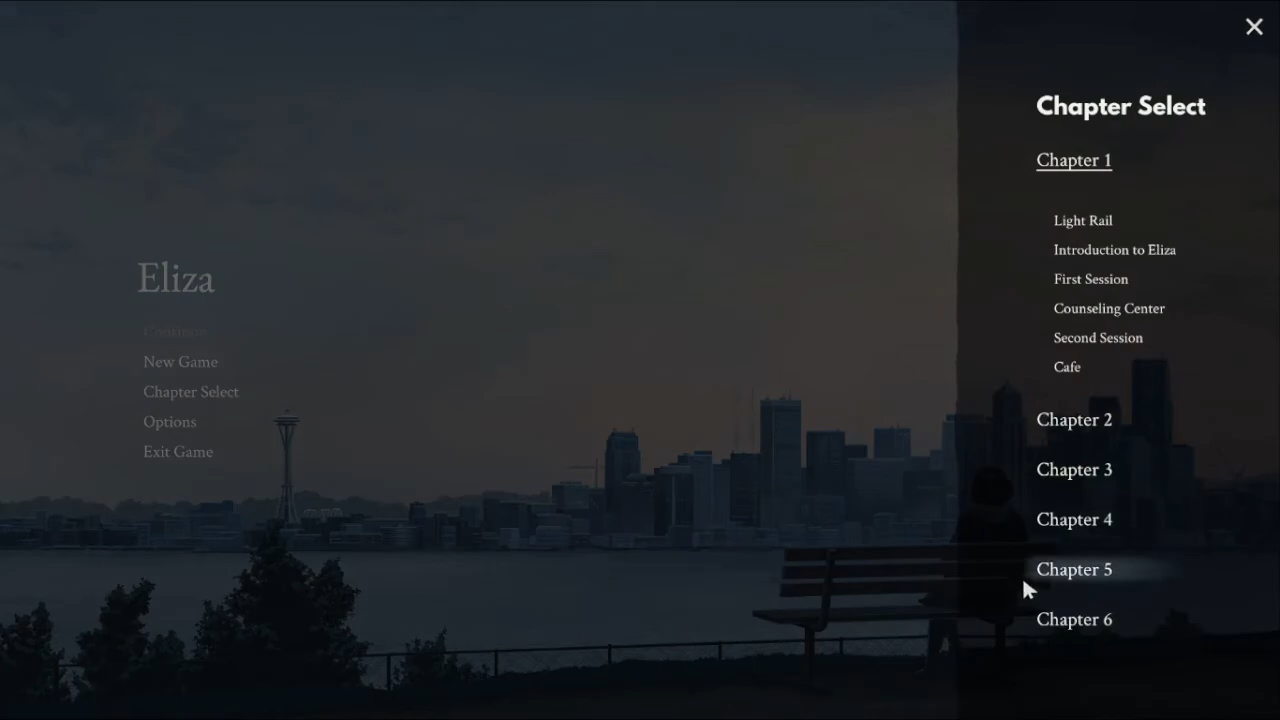 Eliza
Continue
New Game
Chapter Select
Options
Exit Game
Chapter Select
Chapter 1
Light Rail
Introduction to Eliza
First Session
Counseling Center
Second Session
Cafe
Chapter 2
Chapter 3
Chapter 4
Chapter 5
Chapter 6